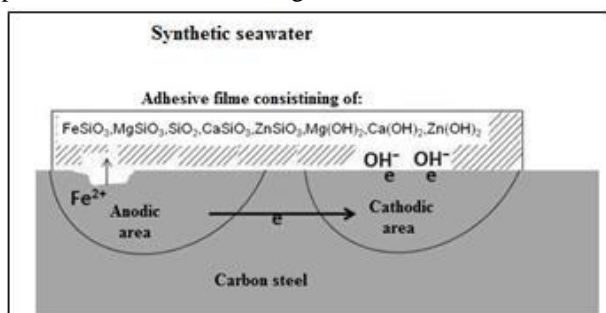 Synthetic seawater
Adhesive filme consistining of:
FeSiO₃,MgSiO₃,SiO₂,CaSiO₃,ZnSiO₃,Mg(OH)₂,Ca(OH)₂,Zn(OH)₂
OH⁻ OH⁻
e e
Fe²⁺
Anodic area
e
Cathodic area
Carbon steel